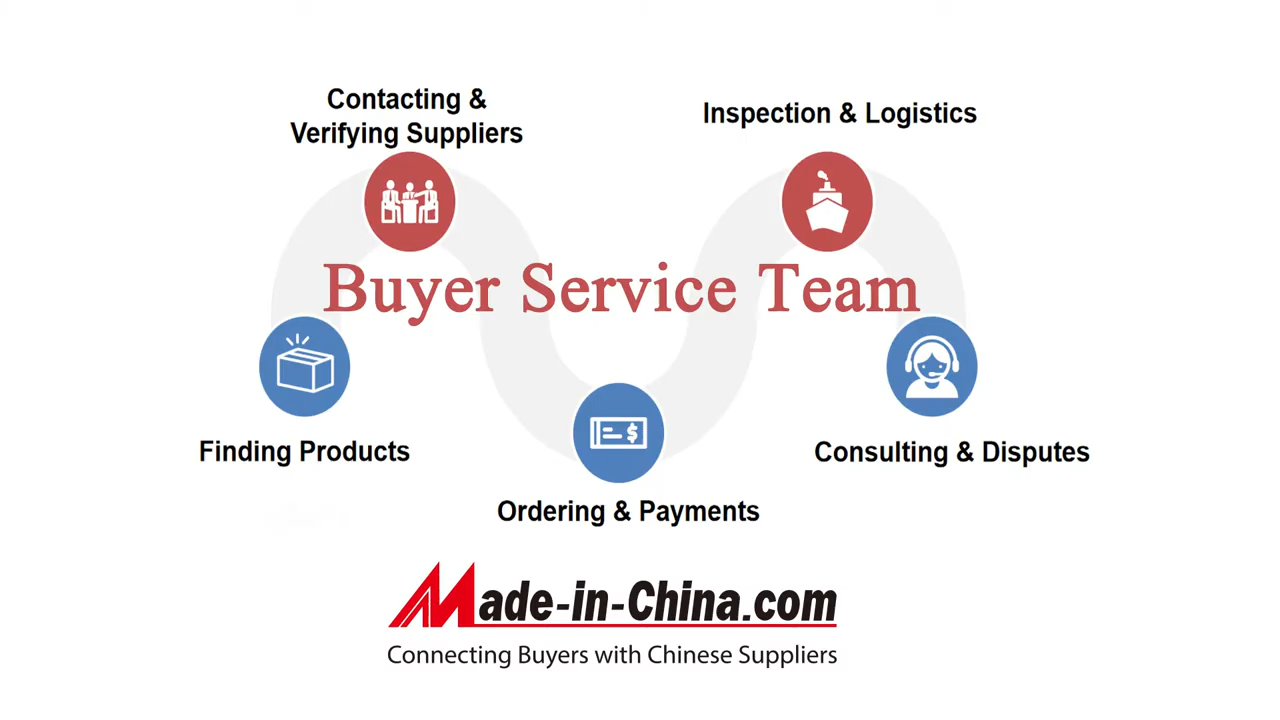 Contacting &
Verifying Suppliers
Inspection & Logistics
Buyer Service Team
$
Finding Products
Consulting & Disputes
Ordering & Payments
Made-in-China.com
Connecting Buyers with Chinese Suppliers